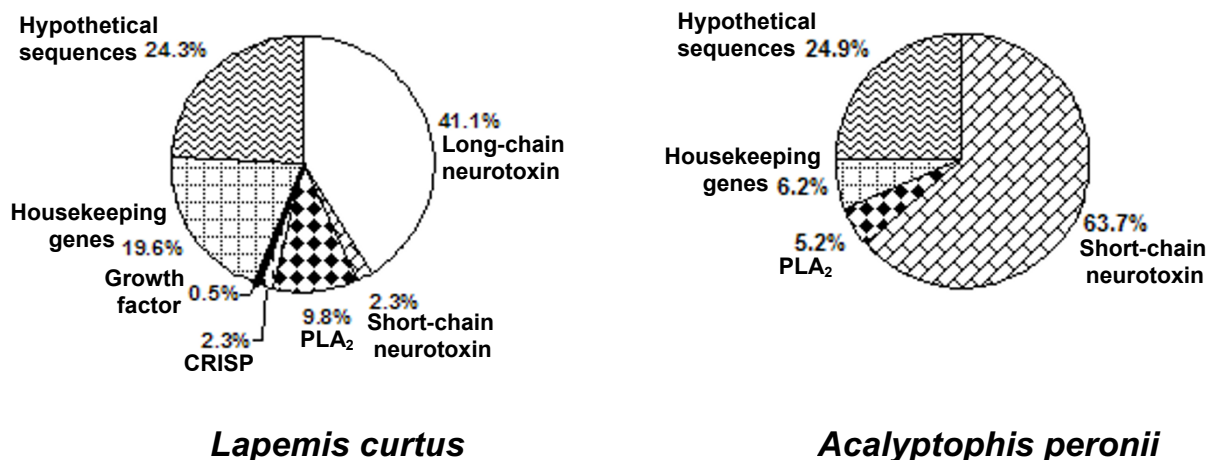 Hypothetical
sequences 24.3%
41.1%
Long-chain
neurotoxin
Housekeeping
genes 19.6%
Growth
factor 0.5%
2.3%
CRISP
9.8%
PLA₂
2.3%
Short-chain
neurotoxin
Lapemis curtus
Hypothetical
sequences 24.9%
Housekeeping
genes
6.2%
5.2%
PLA₂
63.7%
Short-chain
neurotoxin
Acalyptophis peronii